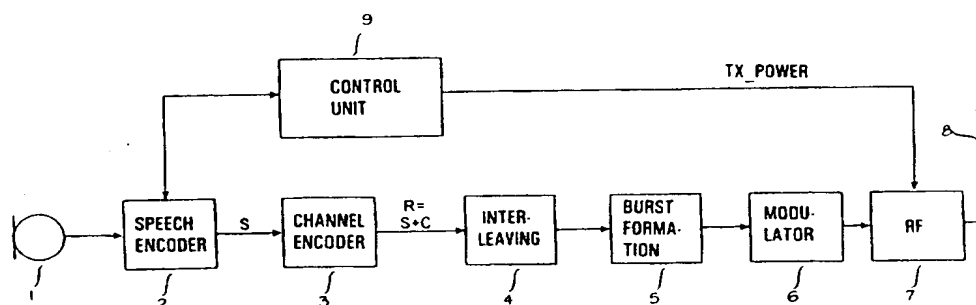 9
CONTROL
UNIT
TX_POWER
8
SPEECH
ENCODER
S
CHANNEL
ENCODER
R=
S+C
INTER-
LEAVING
BURST
FORMA-
TION
MODU-
LATOR
RF
1
2
3
4
5
6
7